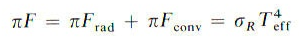 πF = πF_rad + πF_conv = σ_R T_eff^4